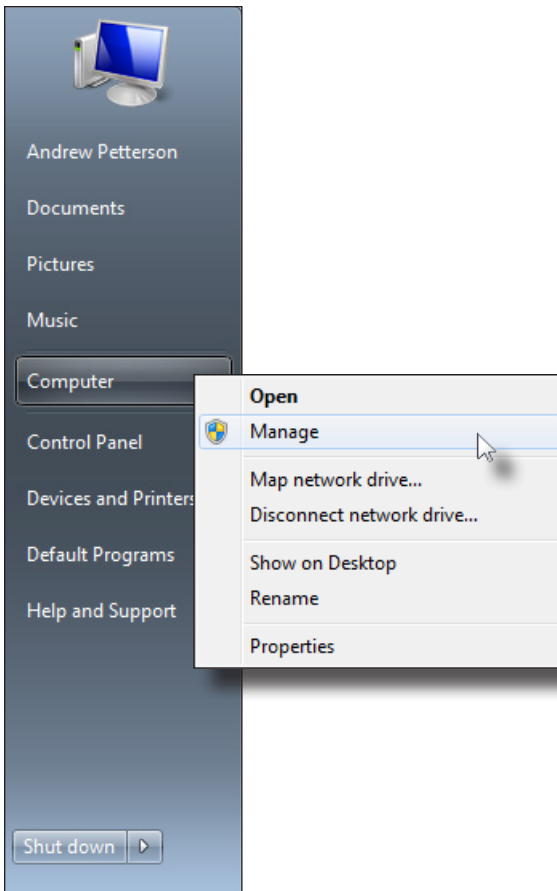 Andrew Petterson
Documents
Pictures
Music
Computer
Control Panel
Devices and Printers
Default Programs
Help and Support
Shut down
Open
Manage
Map network drive...
Disconnect network drive...
Show on Desktop
Rename
Properties